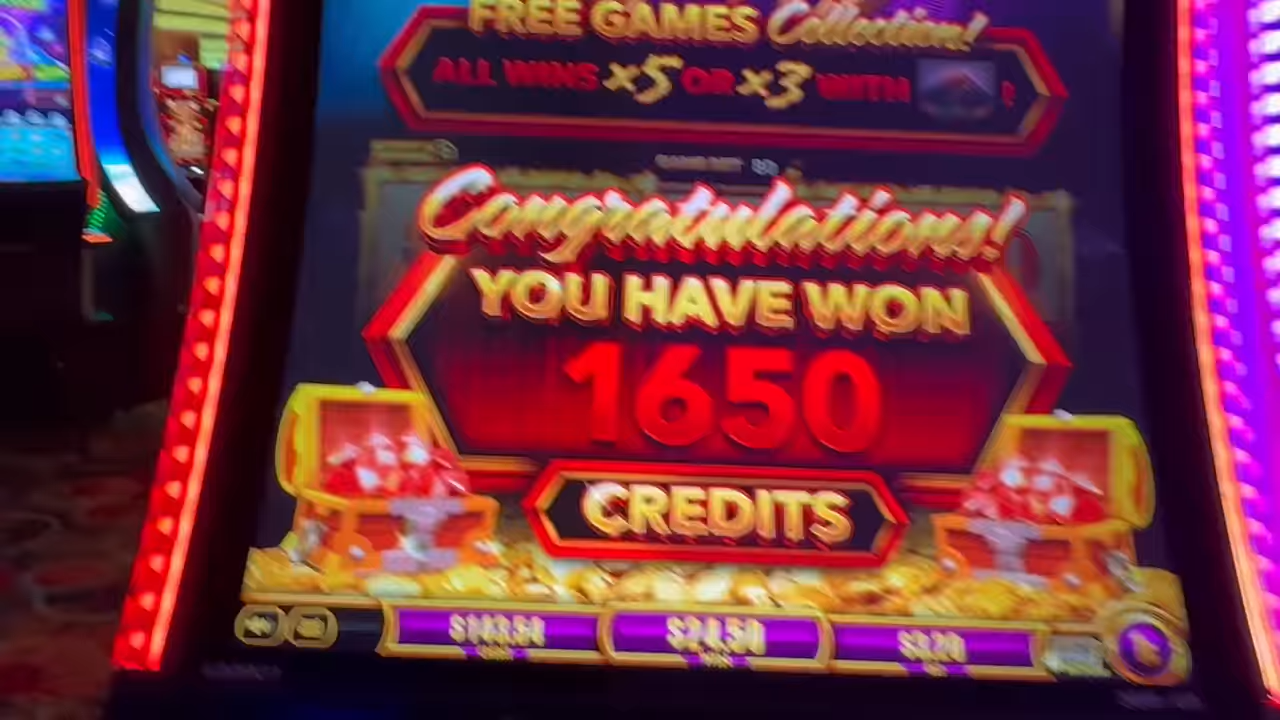 FREE GAMES Collection!
ALL WINS x5 OR x3 WITH !
Congratulations!
YOU HAVE WON
1650
CREDITS